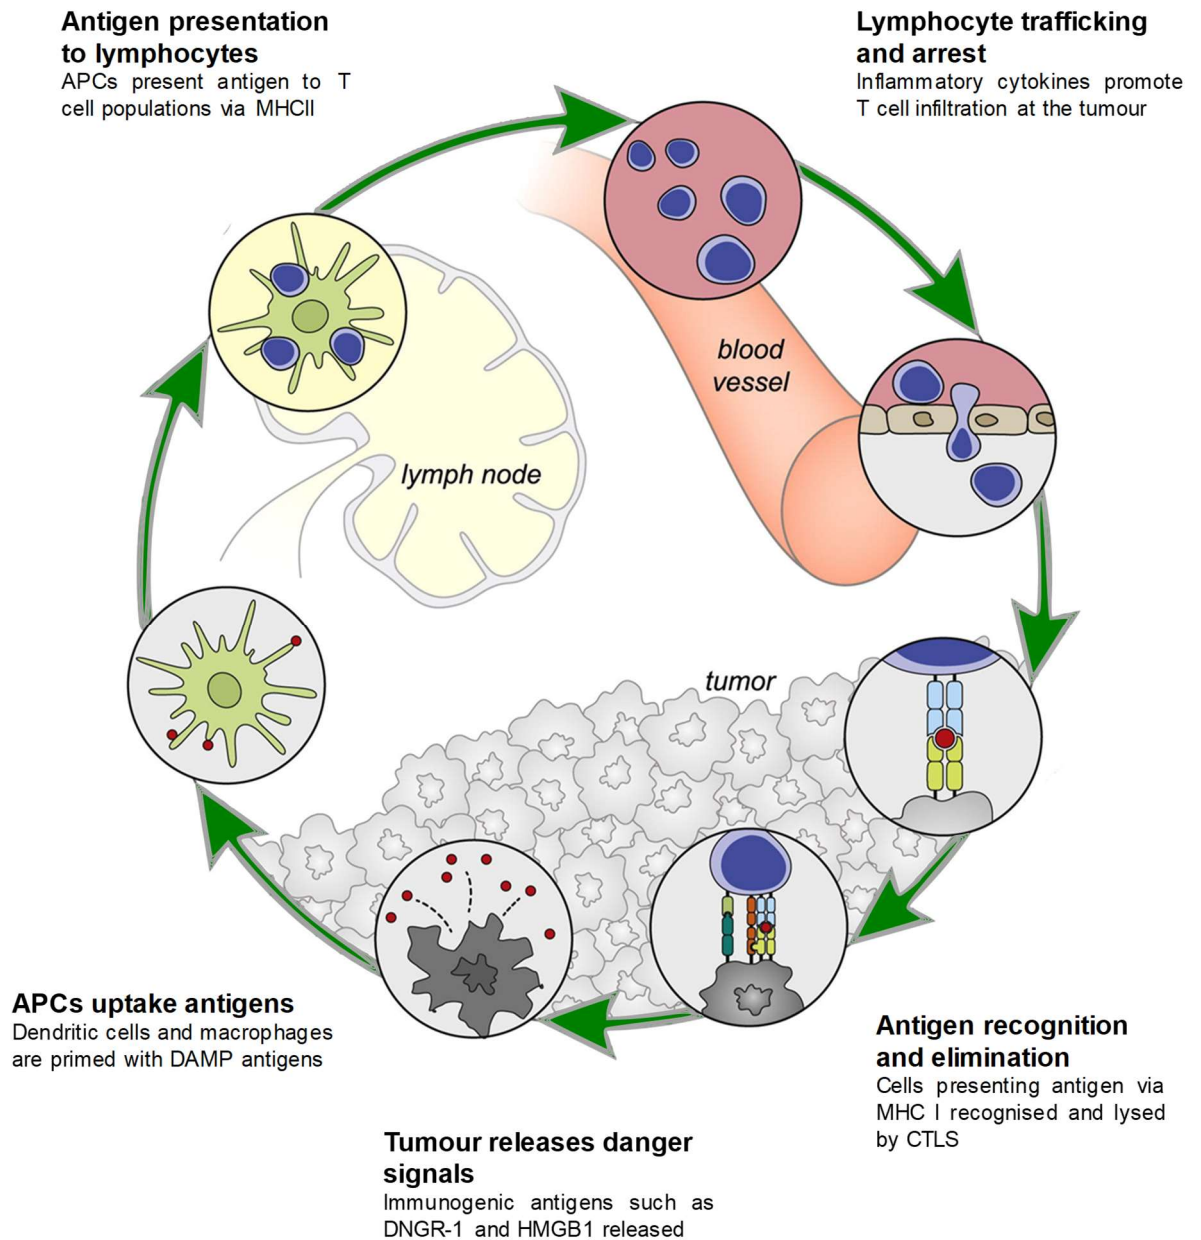 Antigen presentation
to lymphocytes
APCs present antigen to T
cell populations via MHCII
Lymphocyte trafficking
and arrest
Inflammatory cytokines promote
T cell infiltration at the tumour
blood
vessel
lymph node
tumor
APCs uptake antigens
Dendritic cells and macrophages
are primed with DAMP antigens
Antigen recognition
and elimination
Cells presenting antigen via
MHC I recognised and lysed
by CTLS
Tumour releases danger
signals
Immunogenic antigens such as
DNGR-1 and HMGB1 released